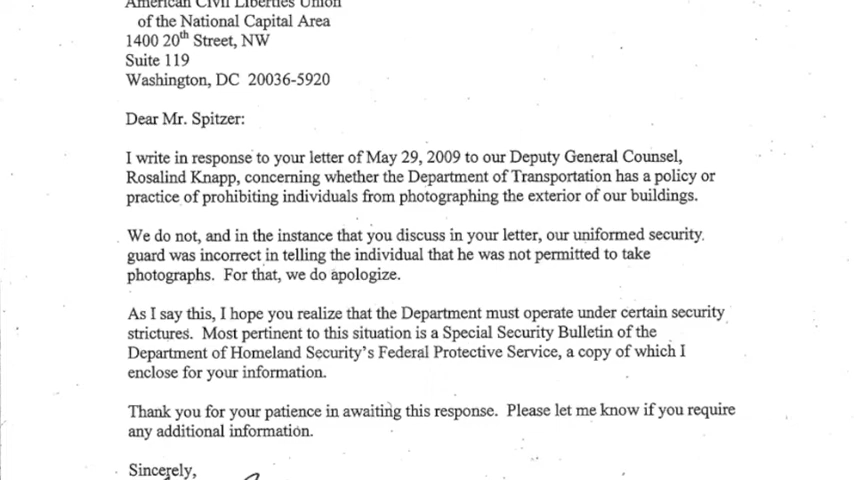 American Civil Liberties Union
of the National Capital Area
1400 20th Street, NW
Suite 119
Washington, DC 20036-5920
Dear Mr. Spitzer:
I write in response to your letter of May 29, 2009 to our Deputy General Counsel,
Rosalind Knapp, concerning whether the Department of Transportation has a policy or
practice of prohibiting individuals from photographing the exterior of our buildings.
We do not, and in the instance that you discuss in your letter, our uniformed security
guard was incorrect in telling the individual that he was not permitted to take
photographs. For that, we do apologize.
As I say this, I hope you realize that the Department must operate under certain security
strictures. Most pertinent to this situation is a Special Security Bulletin of the
Department of Homeland Security's Federal Protective Service, a copy of which I
enclose for your information.
Thank you for your patience in awaiting this response. Please let me know if you require
any additional information.
Sincerely,